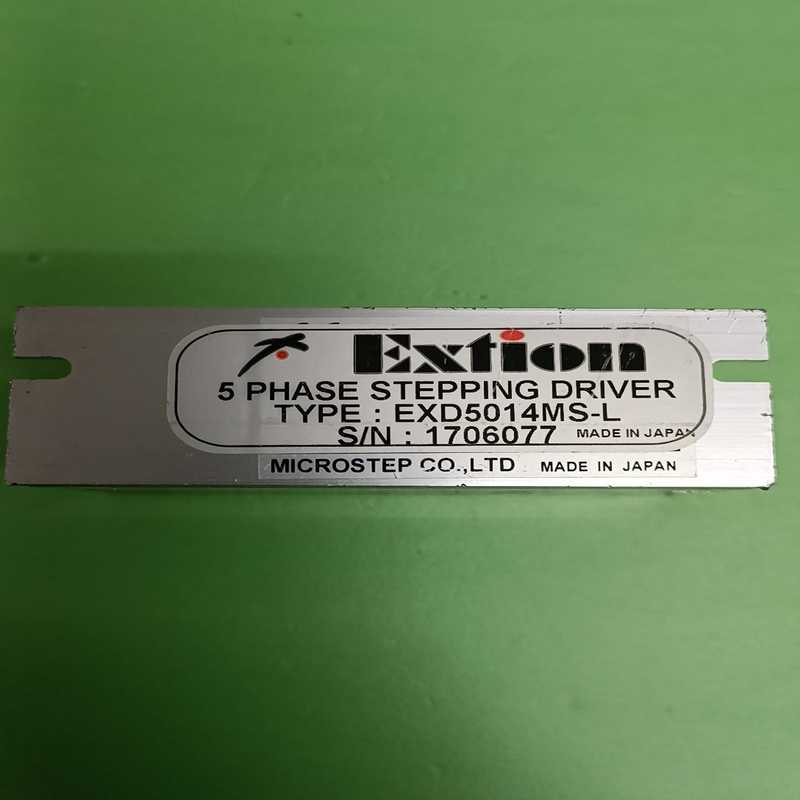 Extion
5 PHASE STEPPING DRIVER
TYPE : EXD5014MS-L
S/N : 1706077 MADE IN JAPAN
MICROSTEP CO.,LTD MADE IN JAPAN